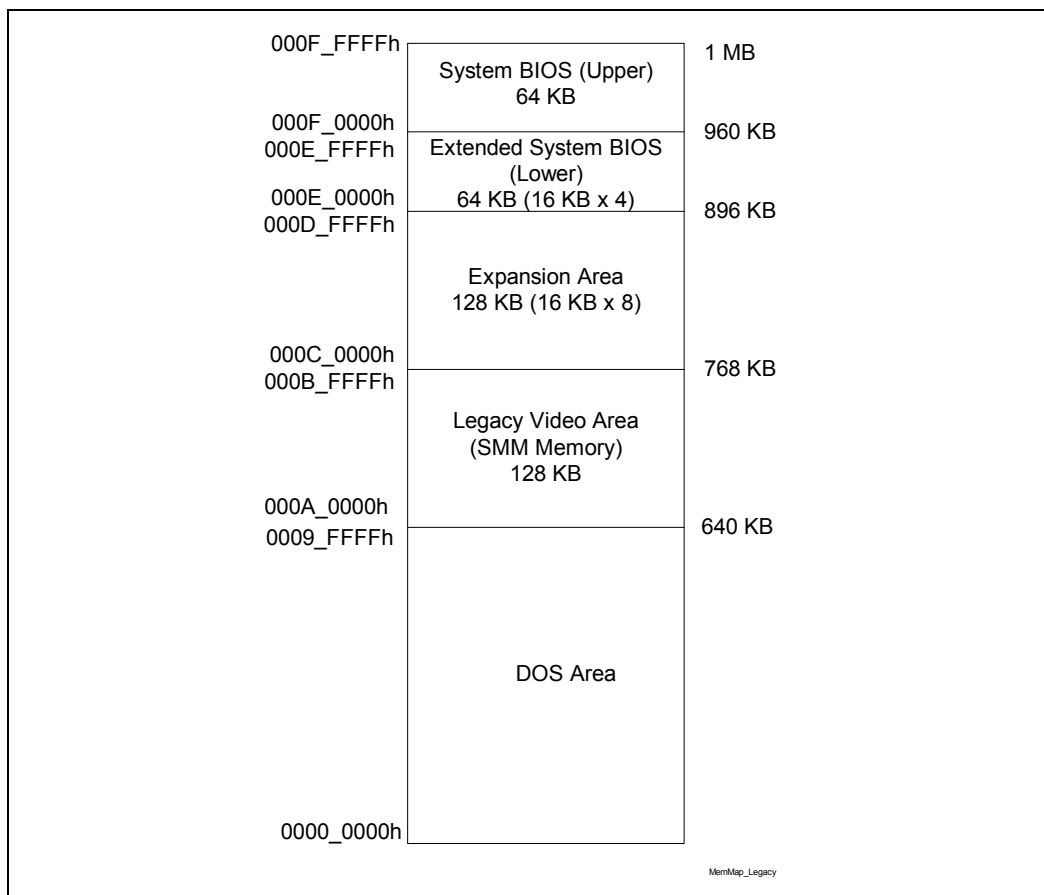 000F_FFFFh
1 MB
System BIOS (Upper)
64 KB
000F_0000h
960 KB
000E_FFFFh
Extended System BIOS
(Lower)
64 KB (16 KB x 4)
000E_0000h
896 KB
000D_FFFFh
Expansion Area
128 KB (16 KB x 8)
000C_0000h
768 KB
000B_FFFFh
Legacy Video Area
(SMM Memory)
128 KB
000A_0000h
640 KB
0009_FFFFh
DOS Area
0000_0000h
MemMap_Legacy